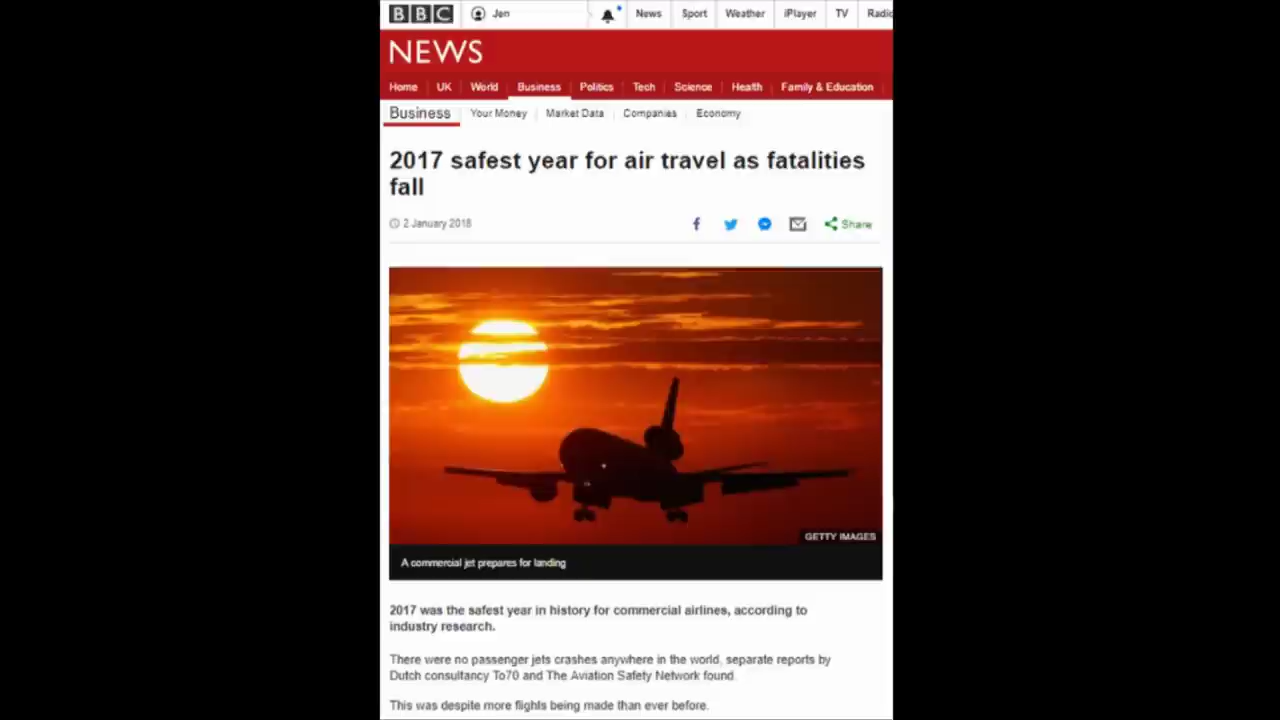 BBC Jen News Sport Weather iPlayer TV Radio
NEWS
Home UK World Business Politics Tech Science Health Family & Education
Business Your Money Market Data Companies Economy
2017 safest year for air travel as fatalities
fall
2 January 2018 Share
GETTY IMAGES
A commercial jet prepares for landing
2017 was the safest year in history for commercial airlines, according to
industry research.
There were no passenger jets crashes anywhere in the world, separate reports by
Dutch consultancy To70 and The Aviation Safety Network found
This was despite more flights being made than ever before.